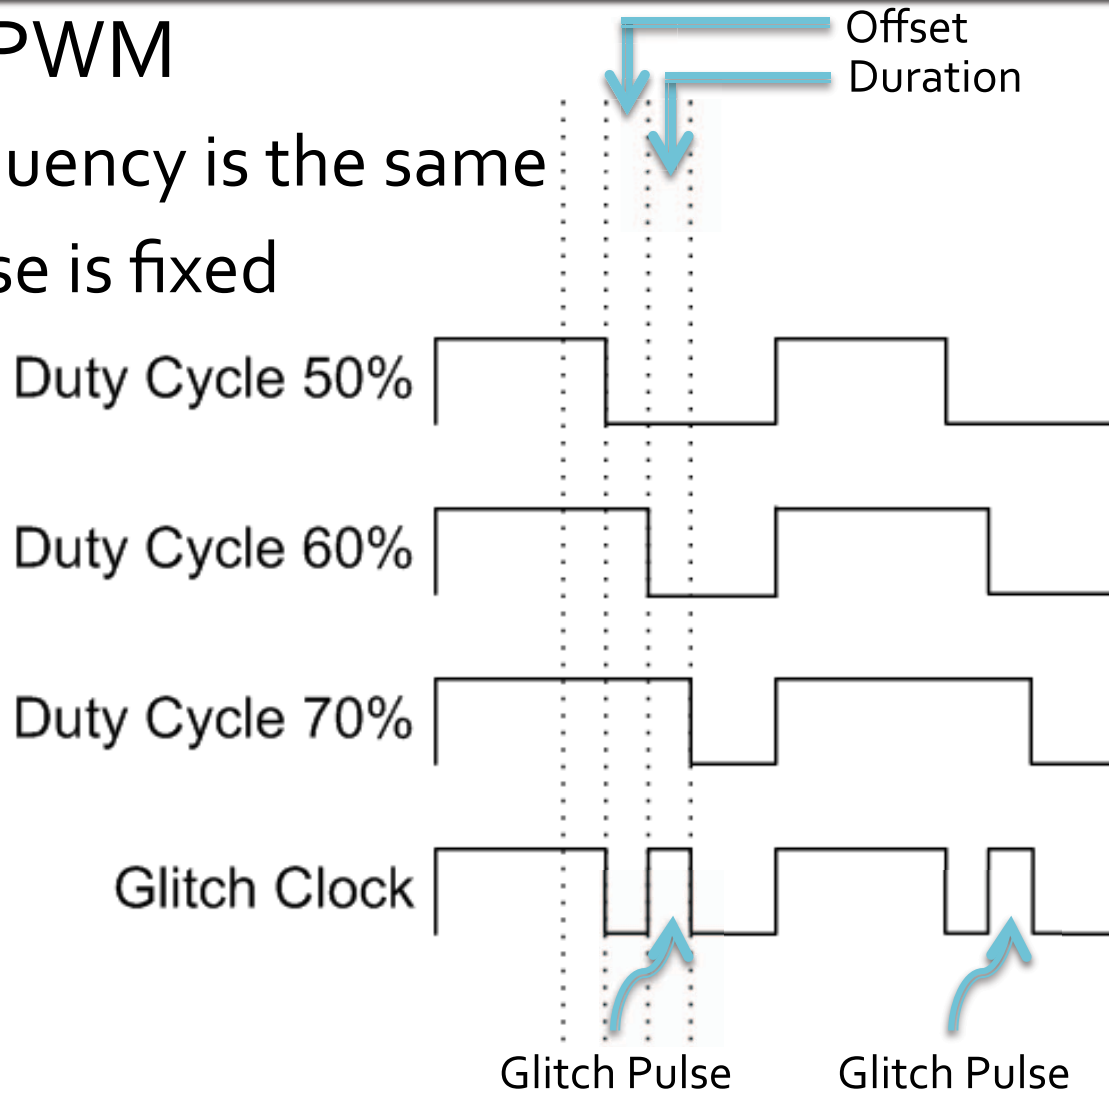 PWM
Offset
Duration
uency is the same
se is fixed
Duty Cycle 50%
Duty Cycle 60%
Duty Cycle 70%
Glitch Clock
Glitch Pulse
Glitch Pulse